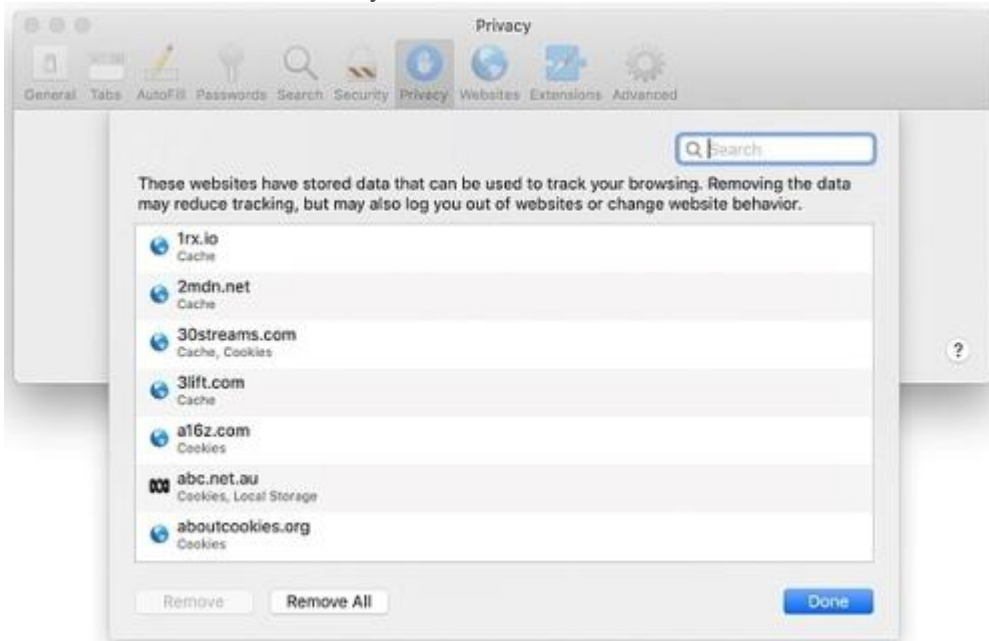 Privacy
General Tabs AutoFill Passwords Search Security Privacy Websites Extensions Advanced
Search
These websites have stored data that can be used to track your browsing. Removing the data
may reduce tracking, but may also log you out of websites or change website behavior.
1rx.io
Cache
2mdn.net
Cache
30streams.com
Cache, Cookies
?
3lift.com
Cache
a16z.com
Cookies
abc.net.au
Cookies, Local Storage
aboutcookies.org
Cookies
Remove Remove All Done